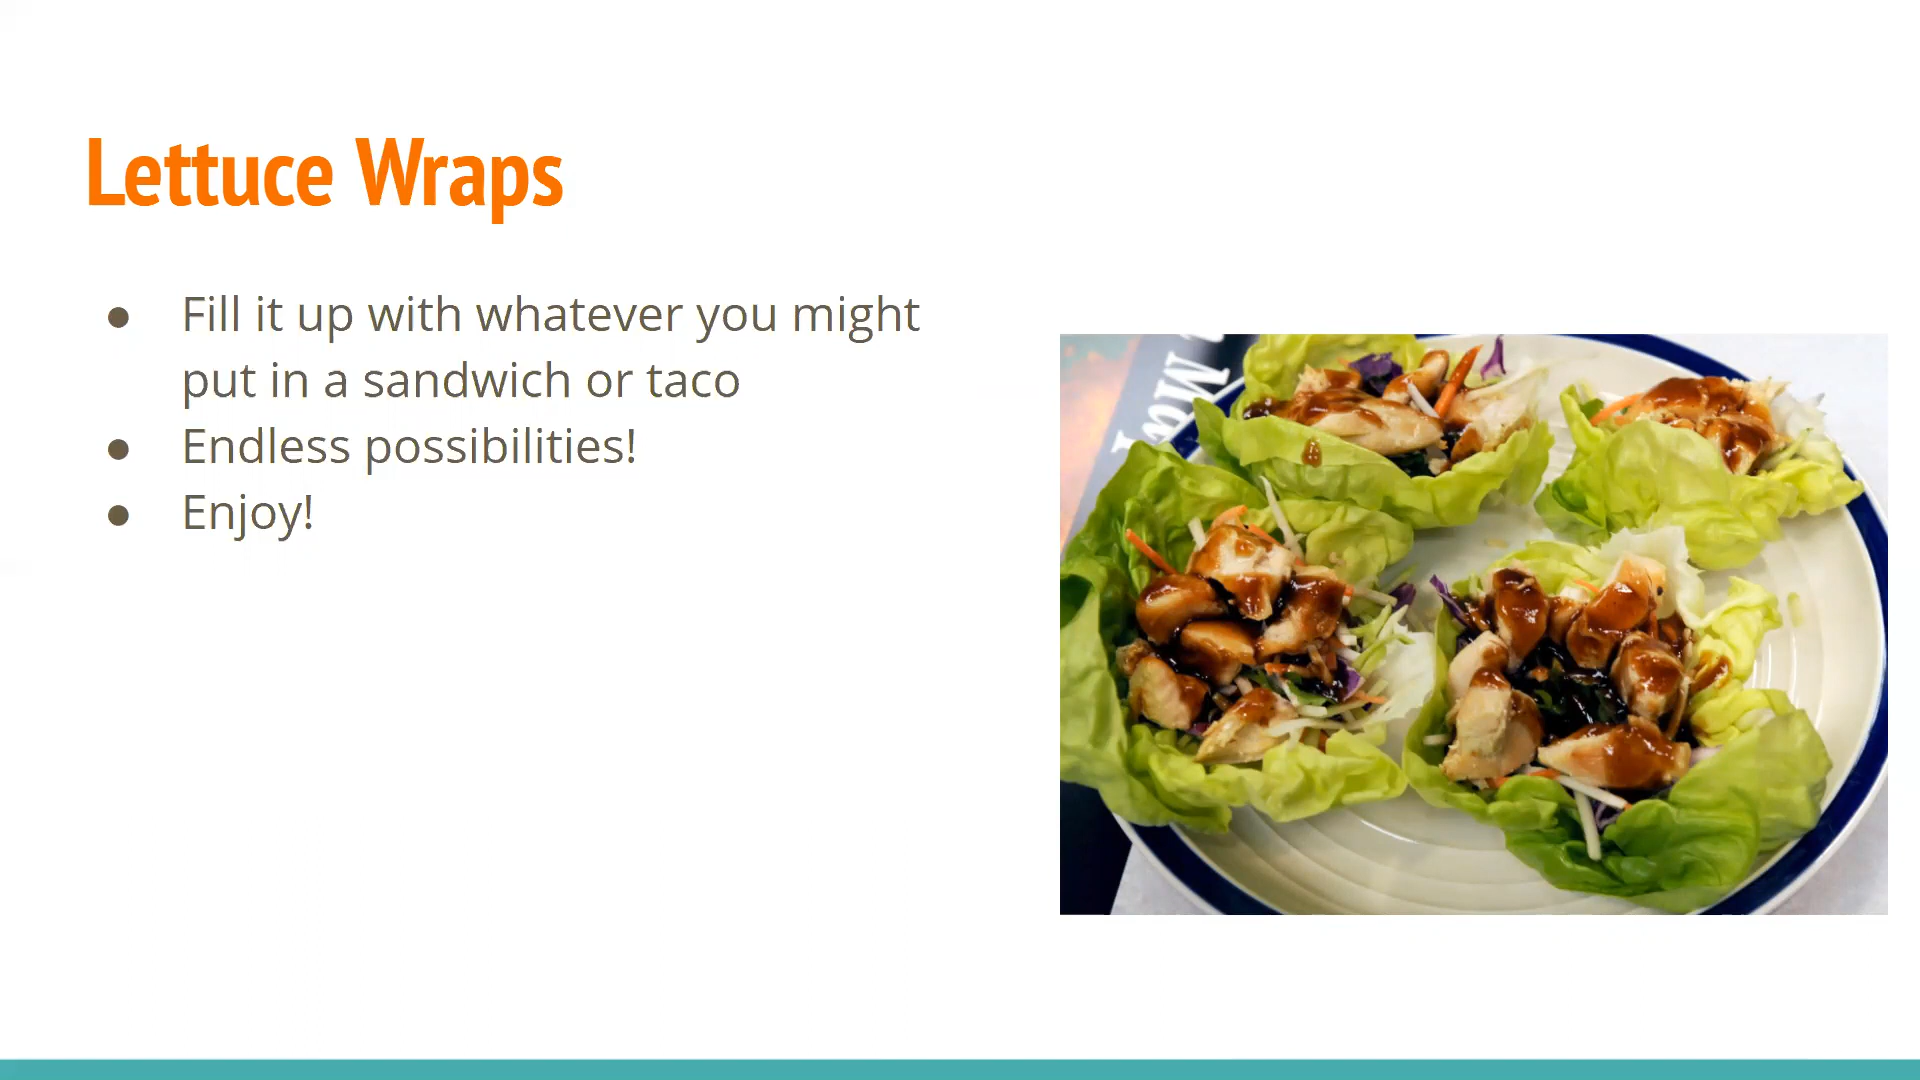 Lettuce Wraps
● Fill it up with whatever you might
put in a sandwich or taco
● Endless possibilities!
● Enjoy!